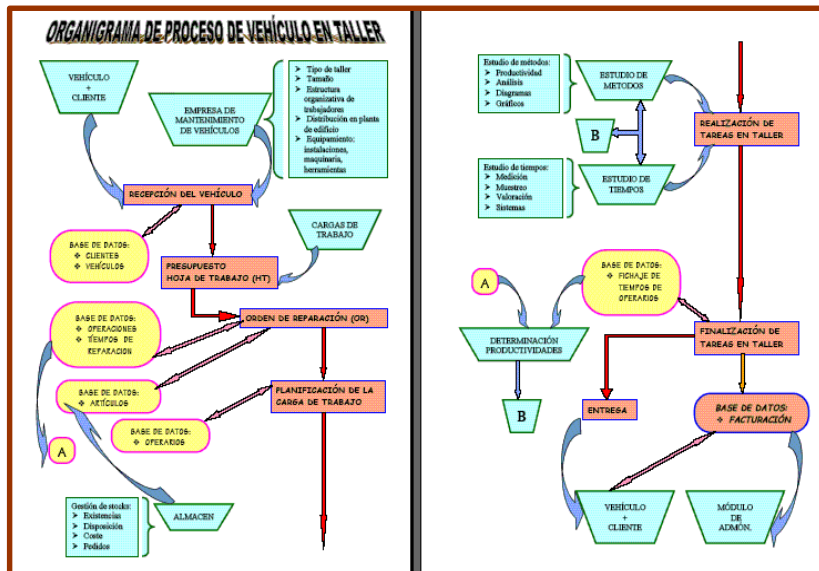 ORGANIGRAMA DE PROCESO DE VEHÍCULO EN TALLER
VEHÍCULO
+
CLIENTE
EMPRESA DE
MANTENIMIENTO
DE VEHÍCULOS
Tipo de taller
Tamaño
Estructura
organizativa de
trabajadores
Distribución en planta
de edificio
Equipamiento:
instalaciones,
maquinaria,
herramientas
RECEPCIÓN DEL VEHÍCULO
BASE DE DATOS:
CLIENTES
VEHÍCULOS
CARGAS DE
TRABAJO
PRESUPUESTO
HOJA DE TRABAJO (HT)
BASE DE DATOS:
OPERACIONES
TIEMPOS DE
REPARACION
ORDEN DE REPARACIÓN (OR)
BASE DE DATOS:
ARTÍCULOS
PLANIFICACIÓN DE LA
CARGA DE TRABAJO
BASE DE DATOS:
OPERARIOS
A
Gestión de stocks:
Existencias
Disposición
Coste
Pedidos
ALMACEN
Estudio de métodos:
Productividad
Análisis
Diagramas
Gráficos
ESTUDIO DE
METODOS
B
REALIZACIÓN DE
TAREAS EN TALLER
Estudio de tiempos:
Medición
Muestreo
Valoración
Sistemas
ESTUDIO DE
TIEMPOS
A
BASE DE DATOS:
FICHAJE DE
TIEMPOS DE
OPERARIOS
DETERMINACIÓN
PRODUCTIVIDADES
FINALIZACIÓN DE
TAREAS EN TALLER
B
ENTREGA
BASE DE DATOS:
FACTURACIÓN
VEHÍCULO
+
CLIENTE
MÓDULO
DE
ADMÓN.